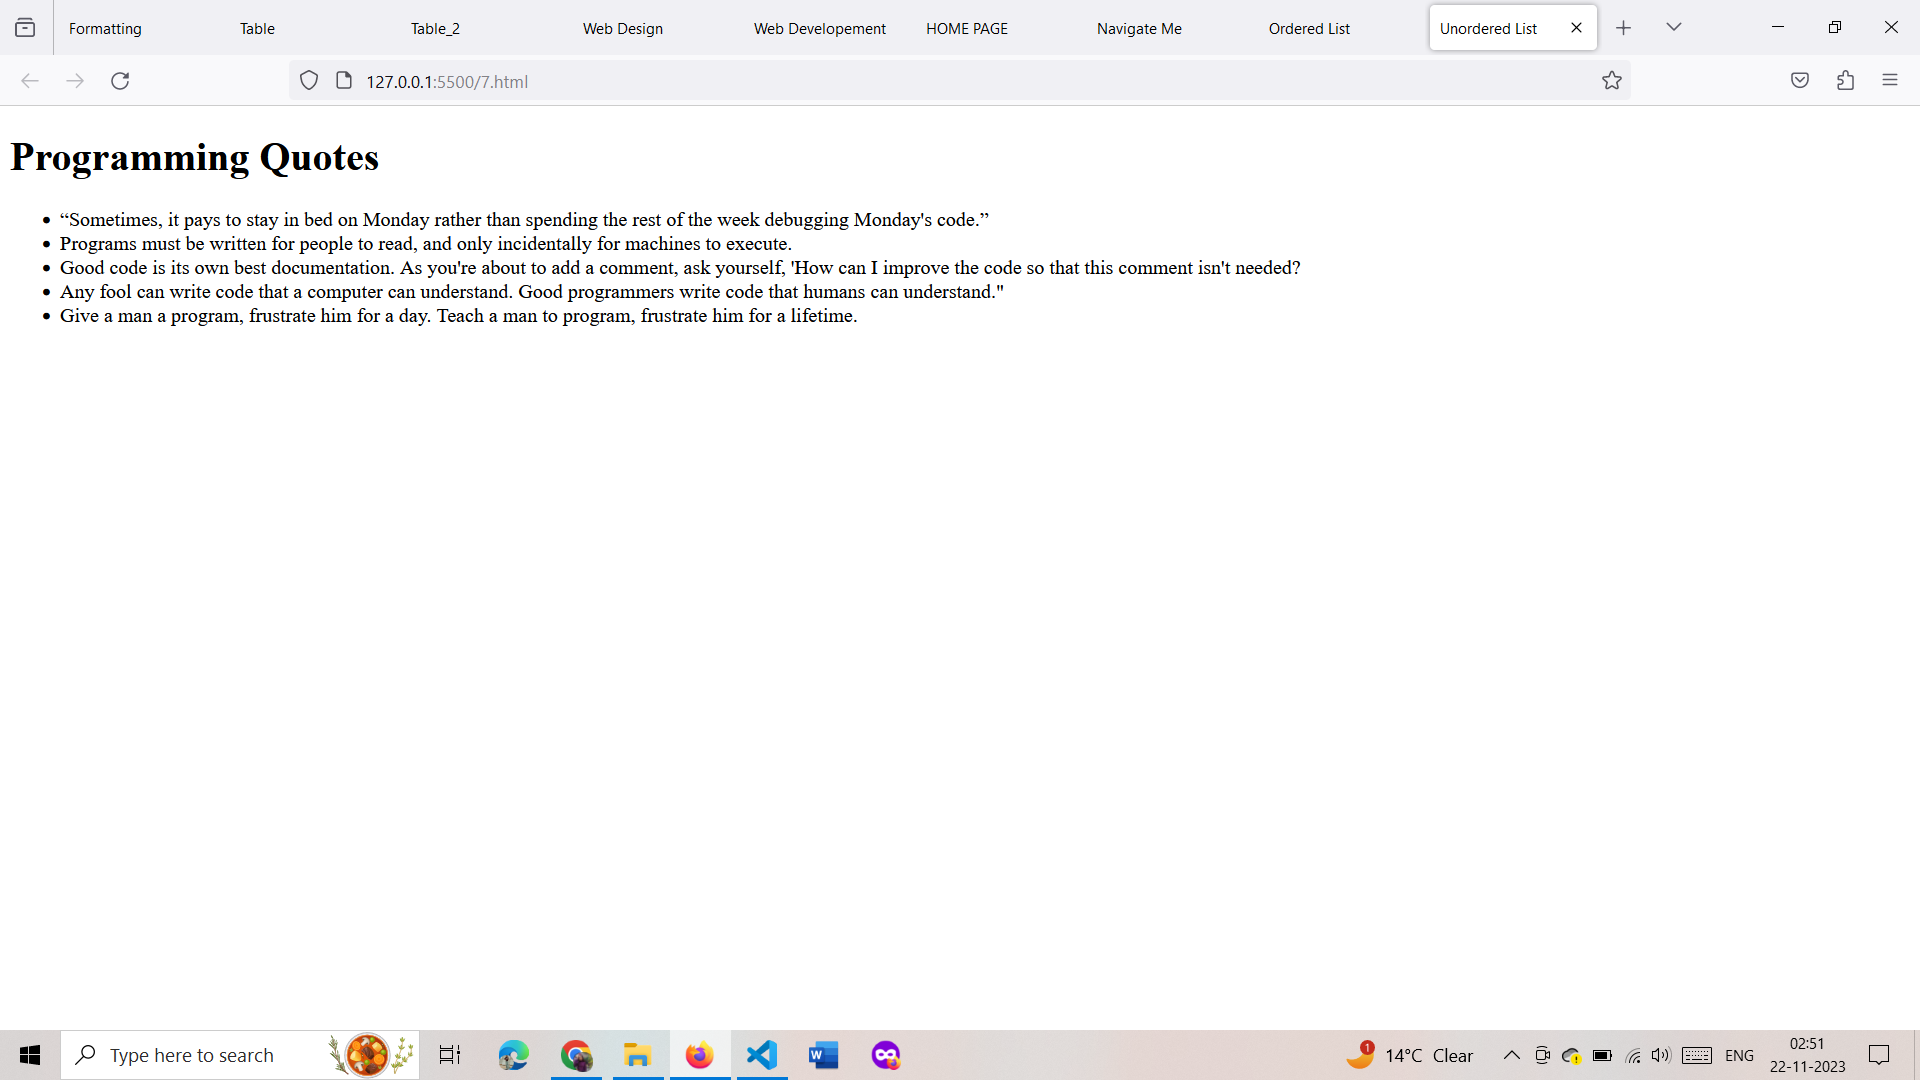 Formatting Table Table_2 Web Design Web Developement HOME PAGE Navigate Me Ordered List Unordered List
127.0.0.1:5500/7.html
Programming Quotes
• “Sometimes, it pays to stay in bed on Monday rather than spending the rest of the week debugging Monday's code.”
• Programs must be written for people to read, and only incidentally for machines to execute.
• Good code is its own best documentation. As you're about to add a comment, ask yourself, 'How can I improve the code so that this comment isn't needed?
• Any fool can write code that a computer can understand. Good programmers write code that humans can understand."
• Give a man a program, frustrate him for a day. Teach a man to program, frustrate him for a lifetime.
Type here to search W 1 14°C Clear ENG 02:51
22-11-2023